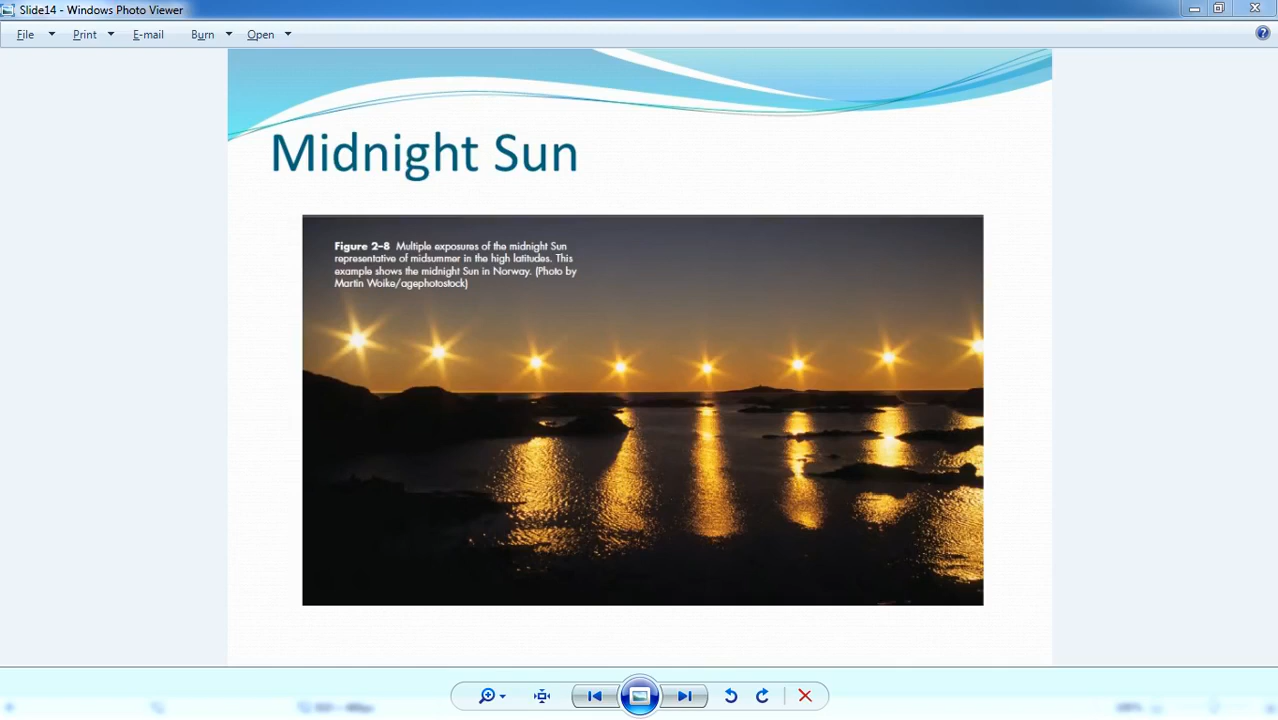 Slide14 - Windows Photo Viewer
File Print E-mail Burn Open
Midnight Sun
Figure 2–8 Multiple exposures of the midnight Sun
representative of midsummer in the high latitudes. This
example shows the midnight Sun in Norway. (Photo by
Martin Woike/agephotostock)